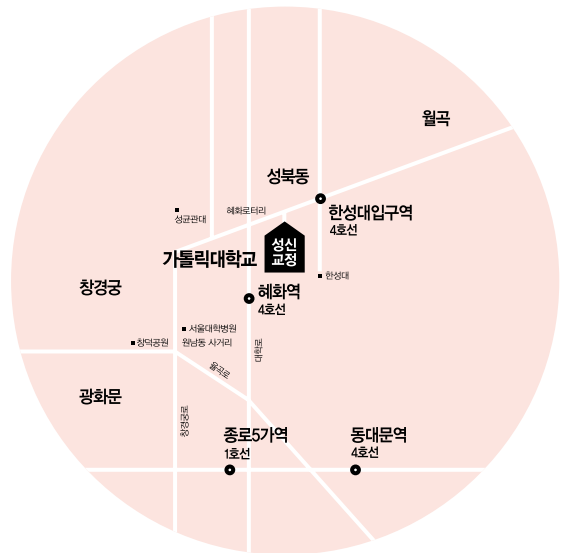 월곡
성북동
성균관대
혜화로터리
한성대입구역
4호선
가톨릭대학교
성신
교정
한성대
창경궁
혜화역
4호선
서울대학병원
창덕공원
원남동 사거리
대학로
율곡로
광화문
창경궁로
종로5가역
1호선
동대문역
4호선